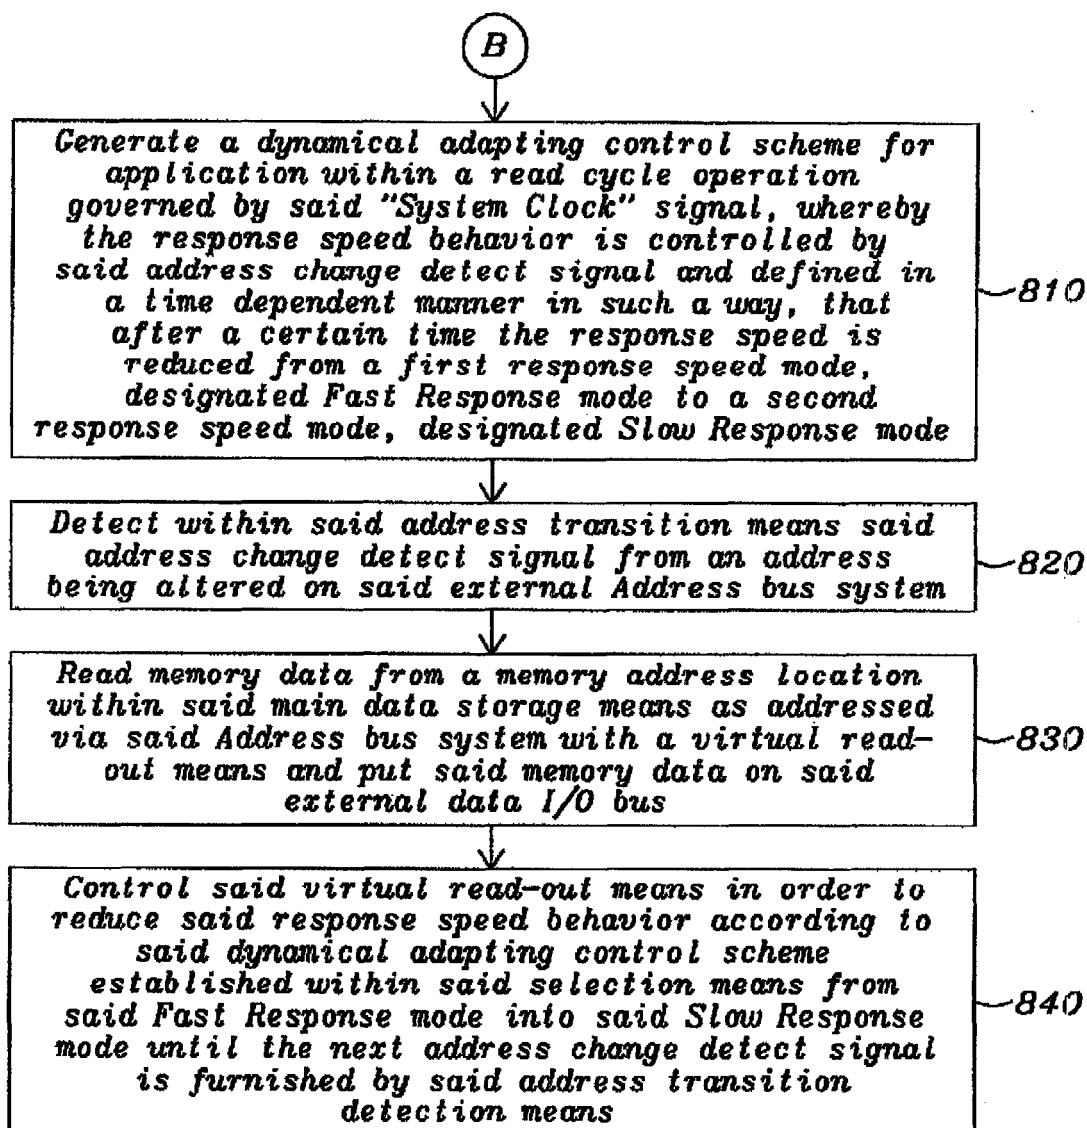 B
Generate a dynamical adapting control scheme for
application within a read cycle operation
governed by said "System Clock" signal, whereby
the response speed behavior is controlled by
said address change detect signal and defined in
a time dependent manner in such a way, that
after a certain time the response speed is
reduced from a first response speed mode,
designated Fast Response mode to a second
response speed mode, designated Slow Response mode
810
Detect within said address transition means said
address change detect signal from an address
being altered on said external Address bus system
820
Read memory data from a memory address location
within said main data storage means as addressed
via said Address bus system with a virtual read-
out means and put said memory data on said
external data I/O bus
830
Control said virtual read-out means in order to
reduce said response speed behavior according to
said dynamical adapting control scheme
established within said selection means from
said Fast Response mode into said Slow Response
mode until the next address change detect signal
is furnished by said address transition
detection means
840